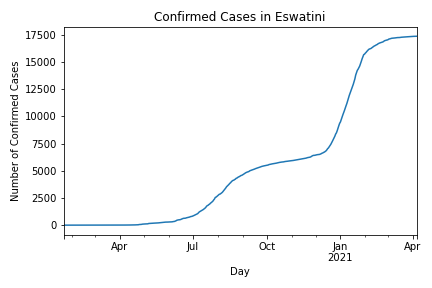 Confirmed Cases in Eswatini
Number of Confirmed Cases
17500
15000
12500
10000
7500
5000
2500
0
Apr Jul Oct Jan Apr
2021
Day